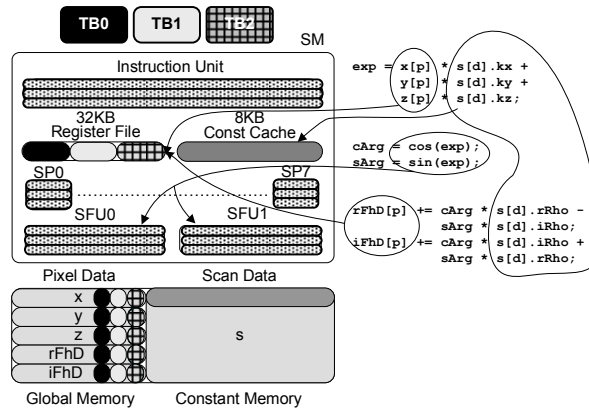 TB0 TB1 TB2
SM
Instruction Unit
32KB 8KB
Register File Const Cache
SP0 SP7
SFU0 SFU1
exp = x[p] * s[d].kx +
y[p] * s[d].ky +
z[p] * s[d].kz;
cArg = cos(exp);
sArg = sin(exp);
rFhD[p] += cArg * s[d].rRho -
sArg * s[d].iRho;
iFhD[p] += cArg * s[d].iRho +
sArg * s[d].rRho;
Pixel Data Scan Data
x
y
z
rFhD
iFhD
s
Global Memory Constant Memory